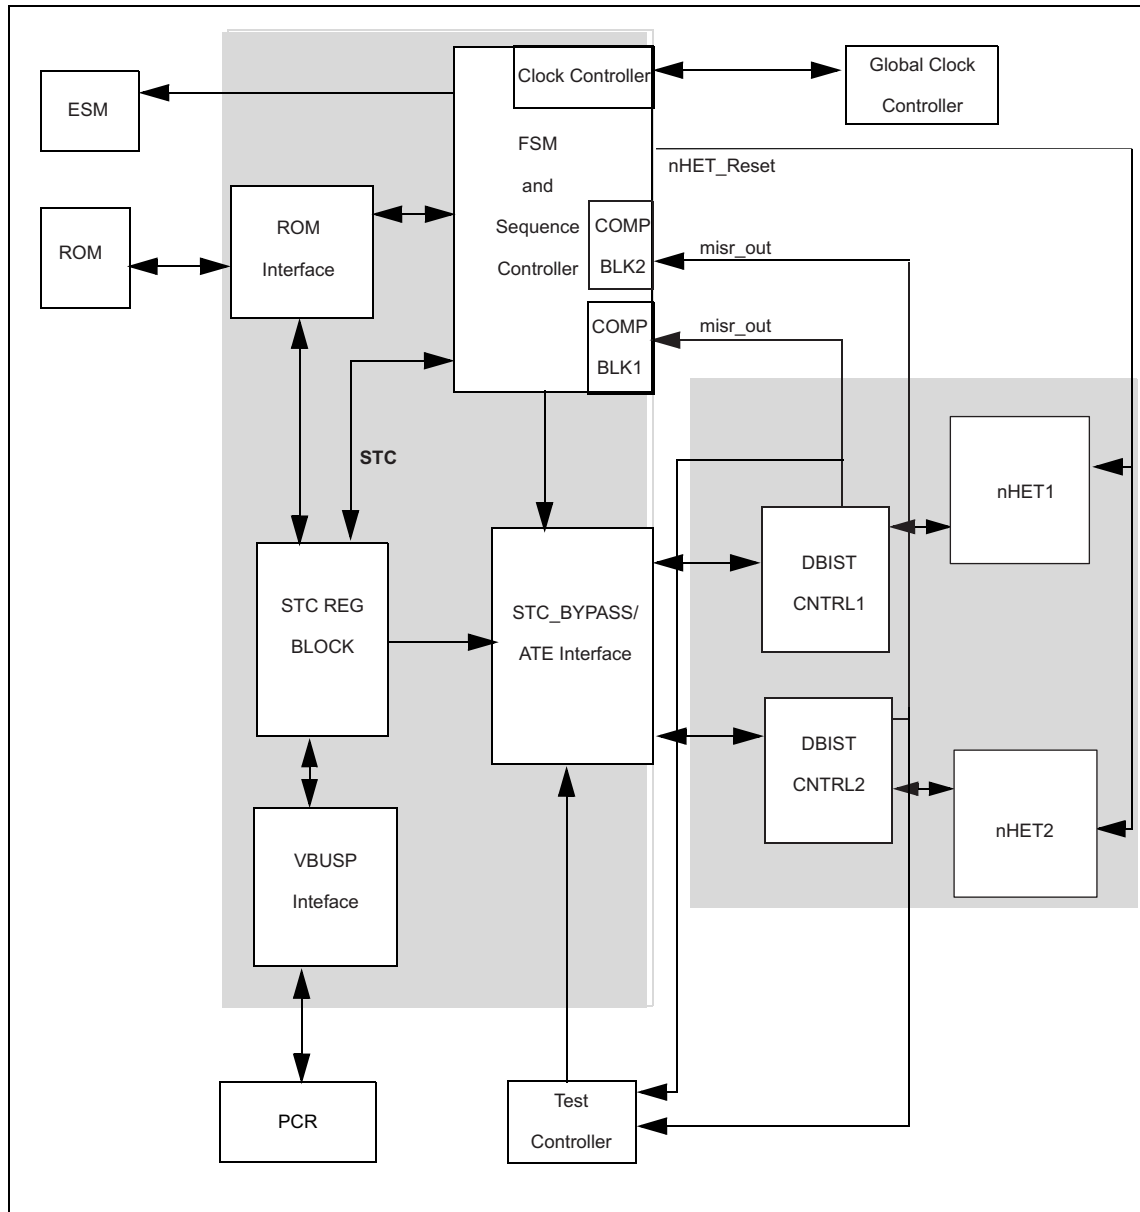 Clock Controller
Global Clock
Controller
ESM
FSM
and
Sequence
Controller
nHET_Reset
ROM
ROM
Interface
COMP
BLK2
misr_out
COMP
BLK1
misr_out
STC
nHET1
DBIST
CNTRL1
STC REG
BLOCK
STC_BYPASS/
ATE Interface
DBIST
CNTRL2
nHET2
VBUSP
Inteface
PCR
Test
Controller